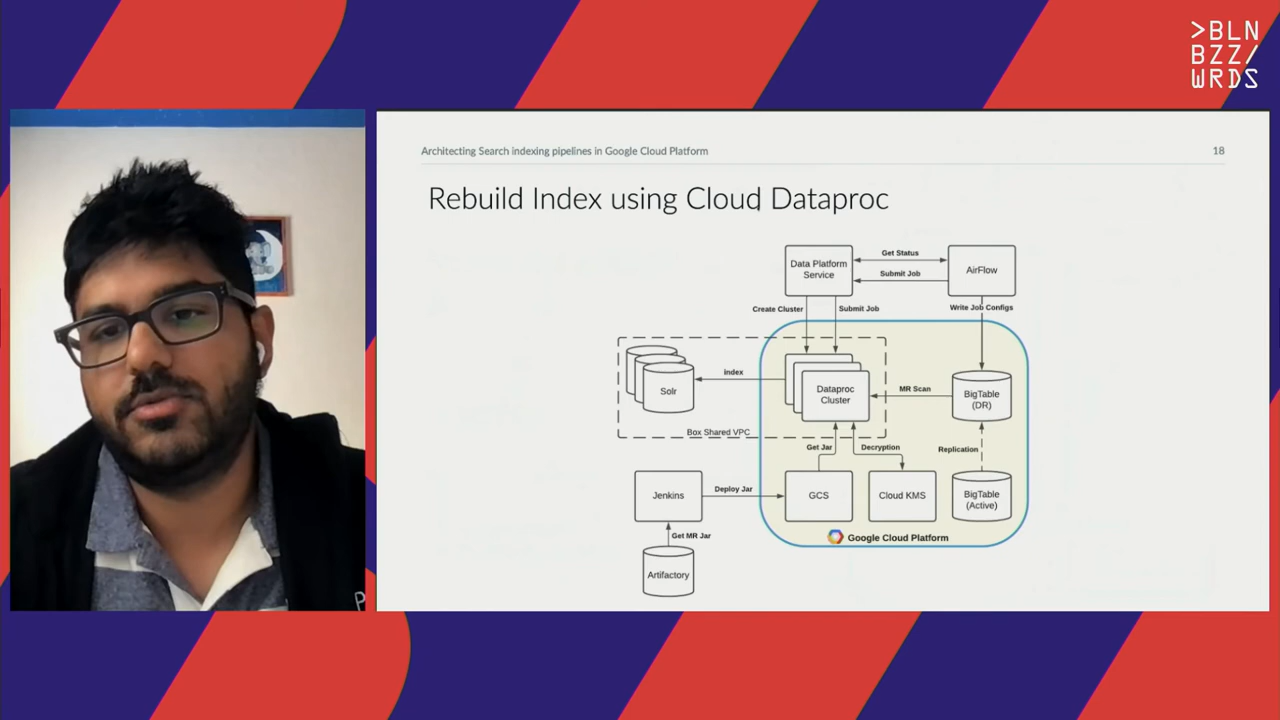 >BLN
BZZ/
WRDS
Architecting Search indexing pipelines in Google Cloud Platform
18
Rebuild Index using Cloud Dataproc
Data Platform
Service
Get Status
Submit Job
AirFlow
Create Cluster
Submit Job
Write Job Configs
Solr
index
Dataproc
Cluster
MR Scan
BigTable
(DR)
Box Shared VPC
Get Jar
Decryption
Replication
Jenkins
Deploy Jar
GCS
Cloud KMS
BigTable
(Active)
Get MR Jar
Google Cloud Platform
Artifactory